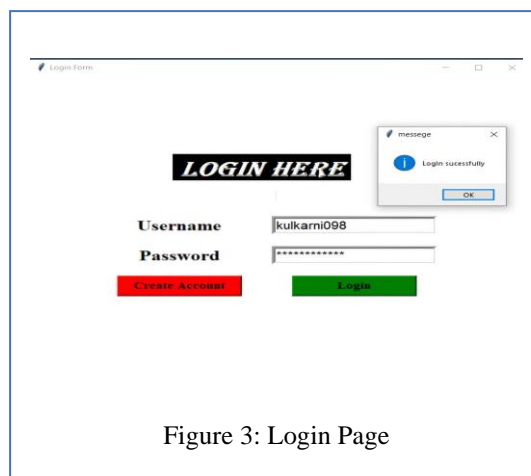 Login Form
messege
Login sucessfully
OK
LOGIN HERE
Username
kulkarni098
Password
************
Create Account
Login
Figure 3: Login Page